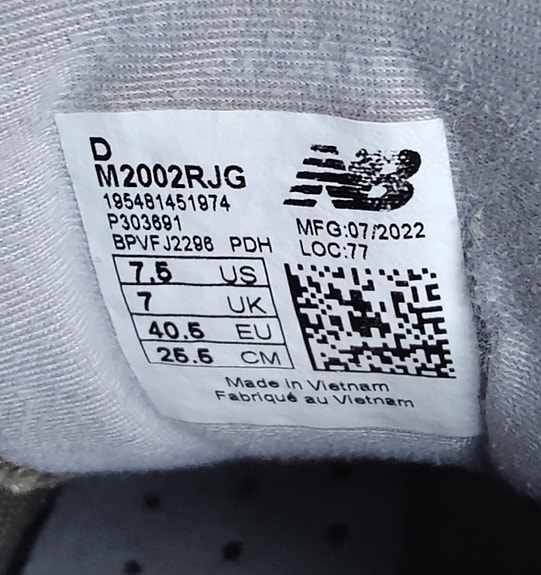 D
M2002RJG
195481451974
P303691
BPVFJ2296 PDH
NB
MFG:07/2022
LOC:77
7.5 US
7 UK
40.5 EU
25.5 CM
Made in Vietnam
Fabriqué au Vietnam